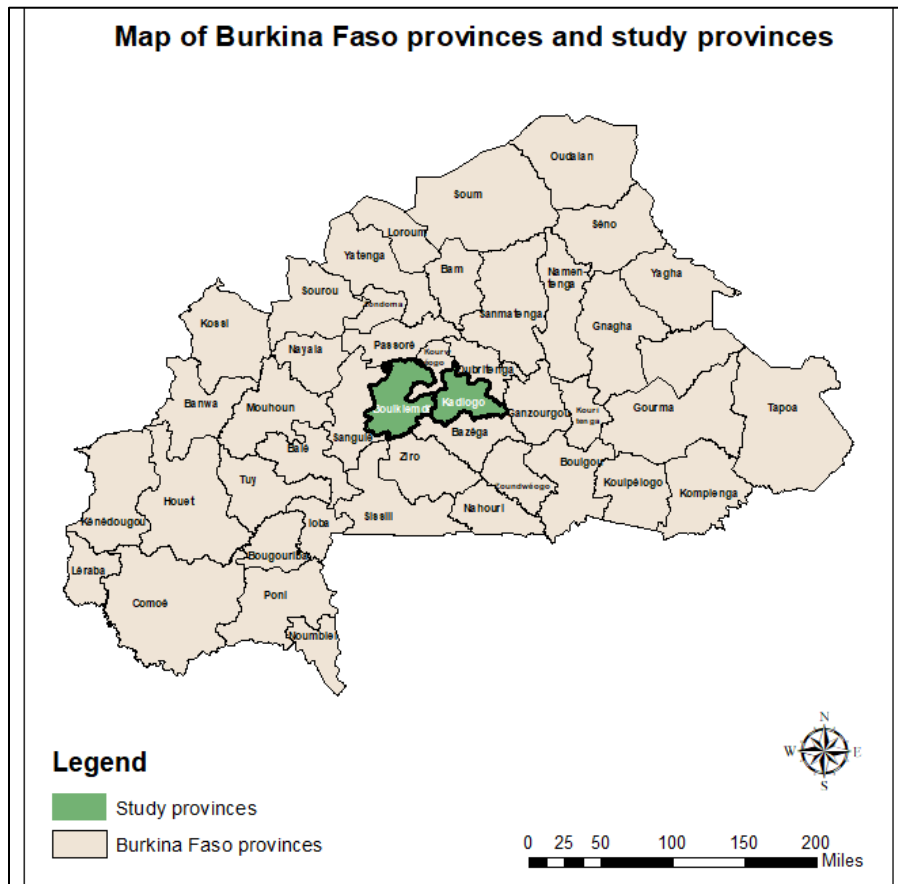 Map of Burkina Faso provinces and study provinces
Oudalan
Soum
Séno
Loroum
Yatenga
Bam
Namen-
tenga
Yagha
Sourou
Zondoma
Sanmatenga
Kossi
Gnagha
Nayala
Passoré
Kourw
eogo
Oubritenga
Banwa
Mouhoun
Boulkiemdé
Kadiogo
Ganzourgou
Kouri
tenga
Gourma
Tapoa
Sanguié
Bazèga
Balé
Ziro
Boulgou
Tuy
Koulpélogo
Komplenga
Houet
Zoundwéogo
Nahouri
Sissili
Ioba
Kénédougou
Bougouriba
Léraba
Comoé
Poni
Noumbiel
N
W
E
S
Legend
Study provinces
Burkina Faso provinces
0 25 50 100 150 200
Miles